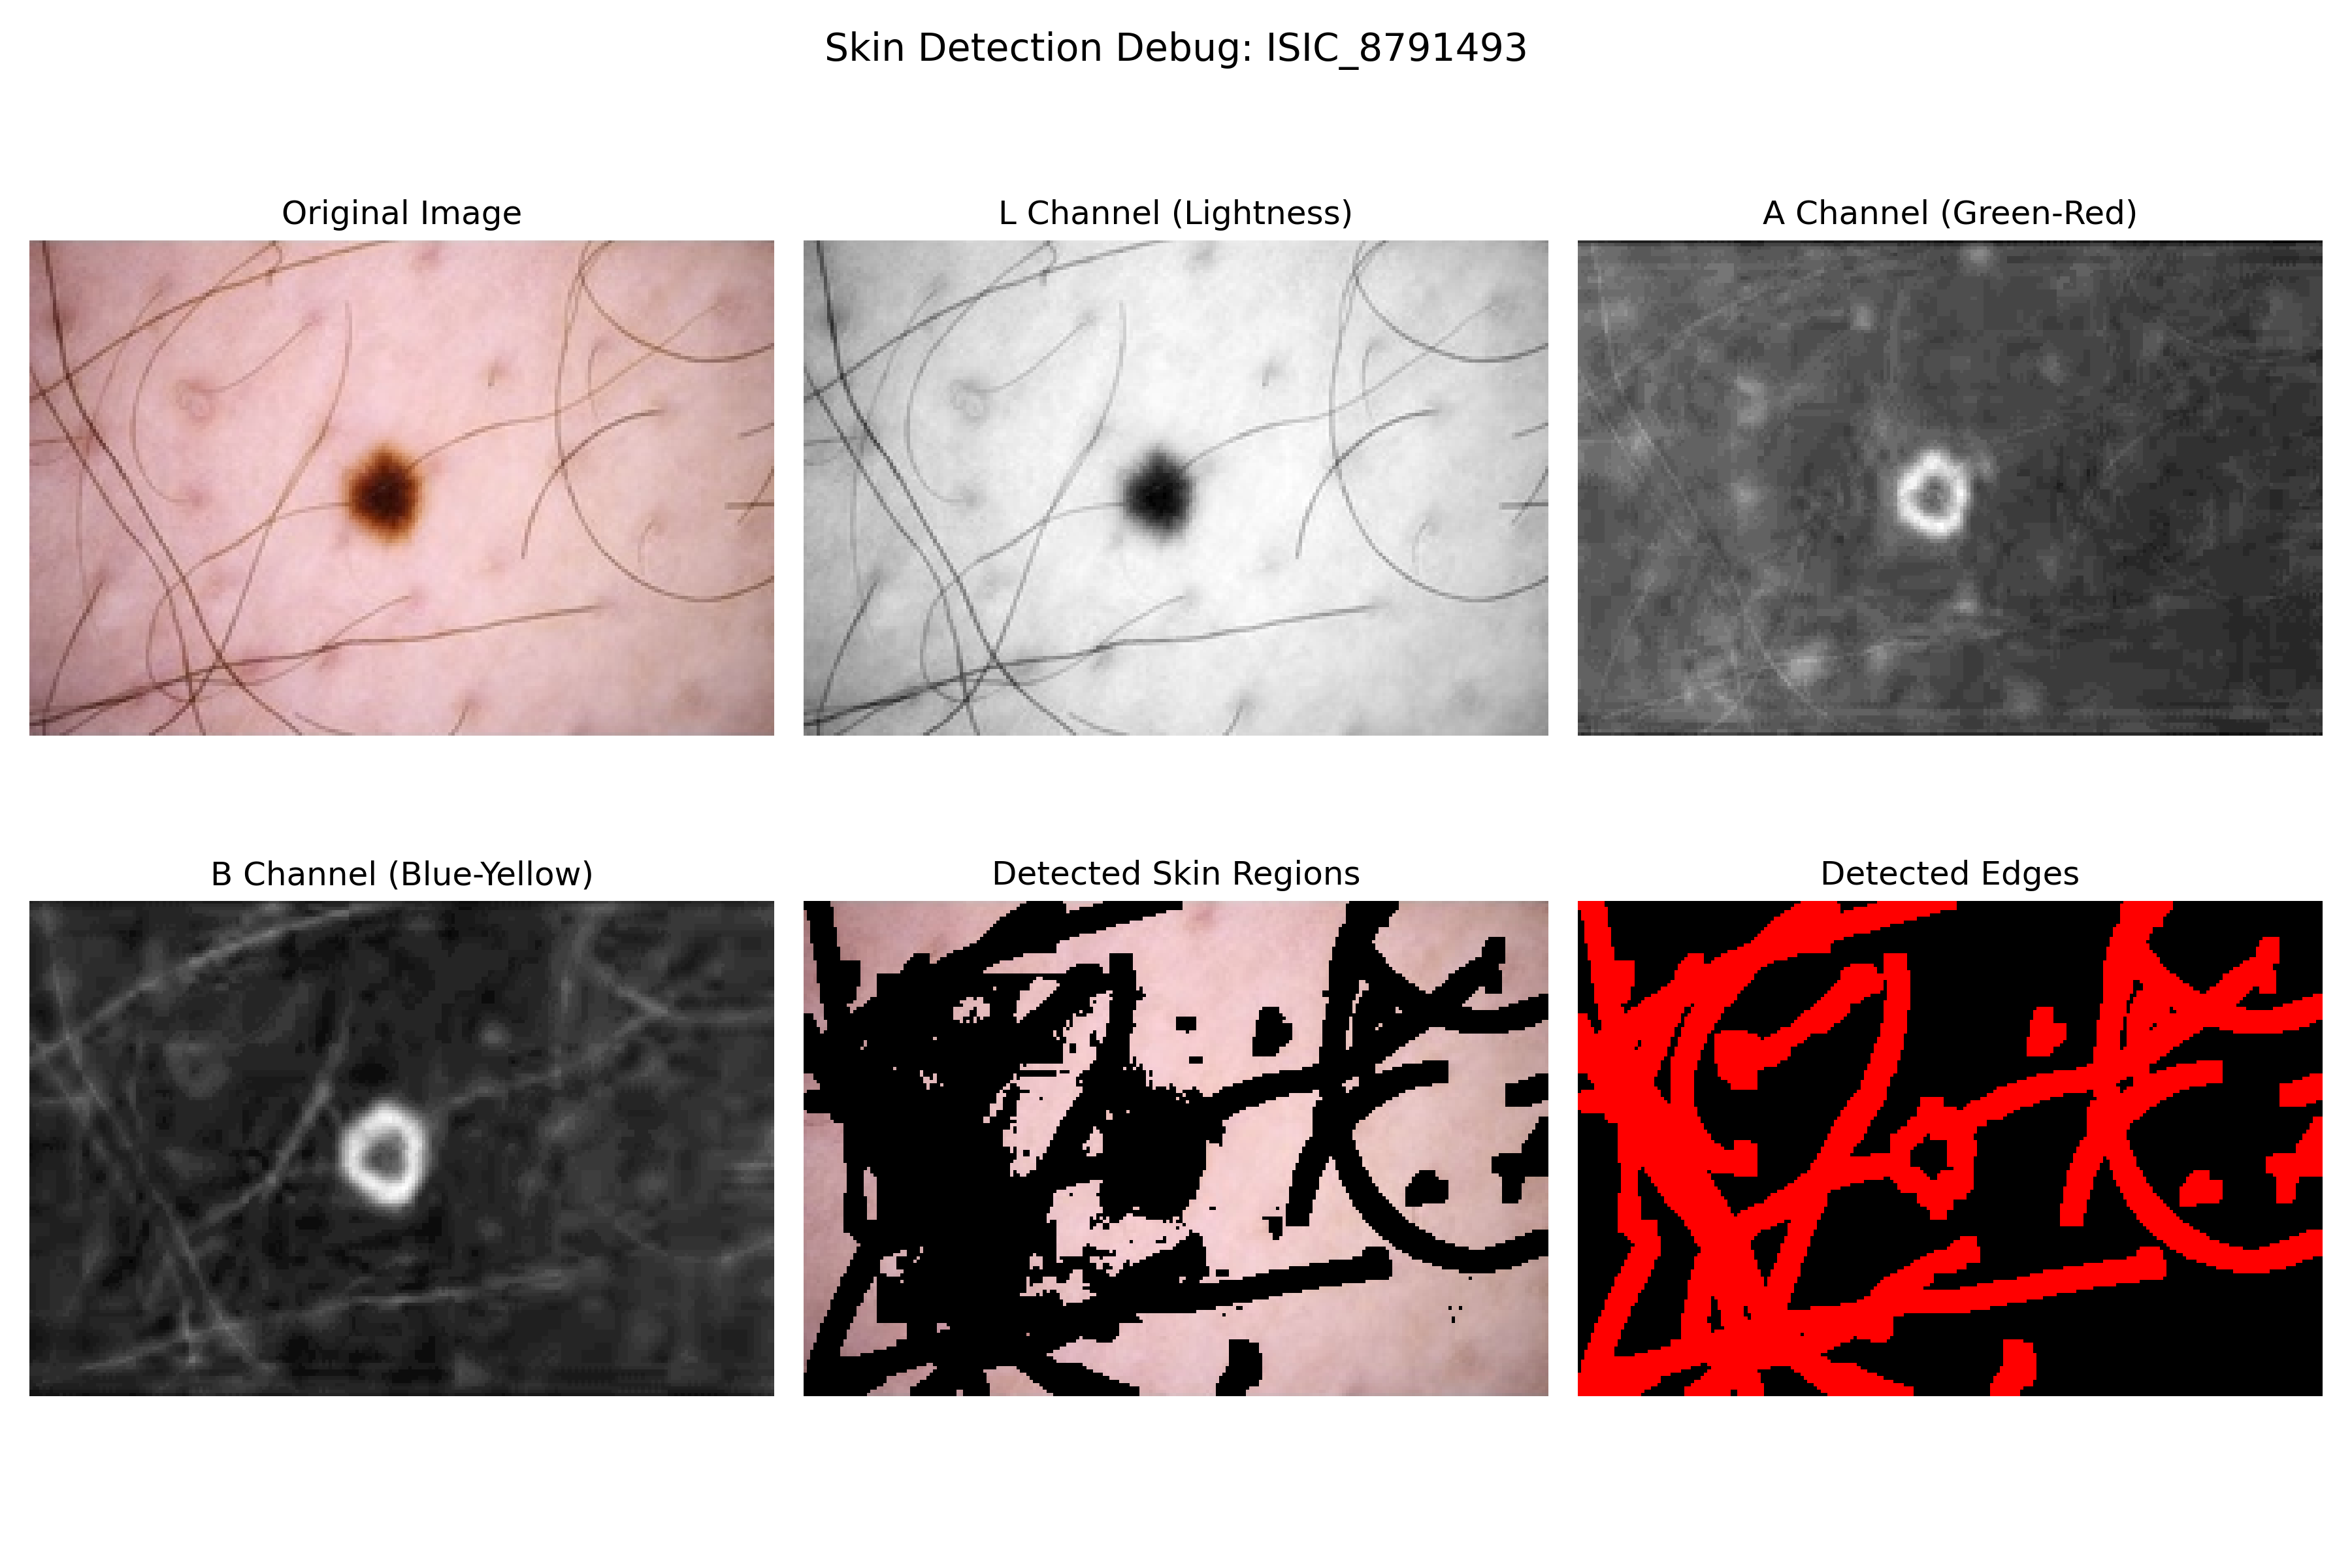 Skin Detection Debug: ISIC_8791493
Original Image
L Channel (Lightness)
A Channel (Green-Red)
B Channel (Blue-Yellow)
Detected Skin Regions
Detected Edges